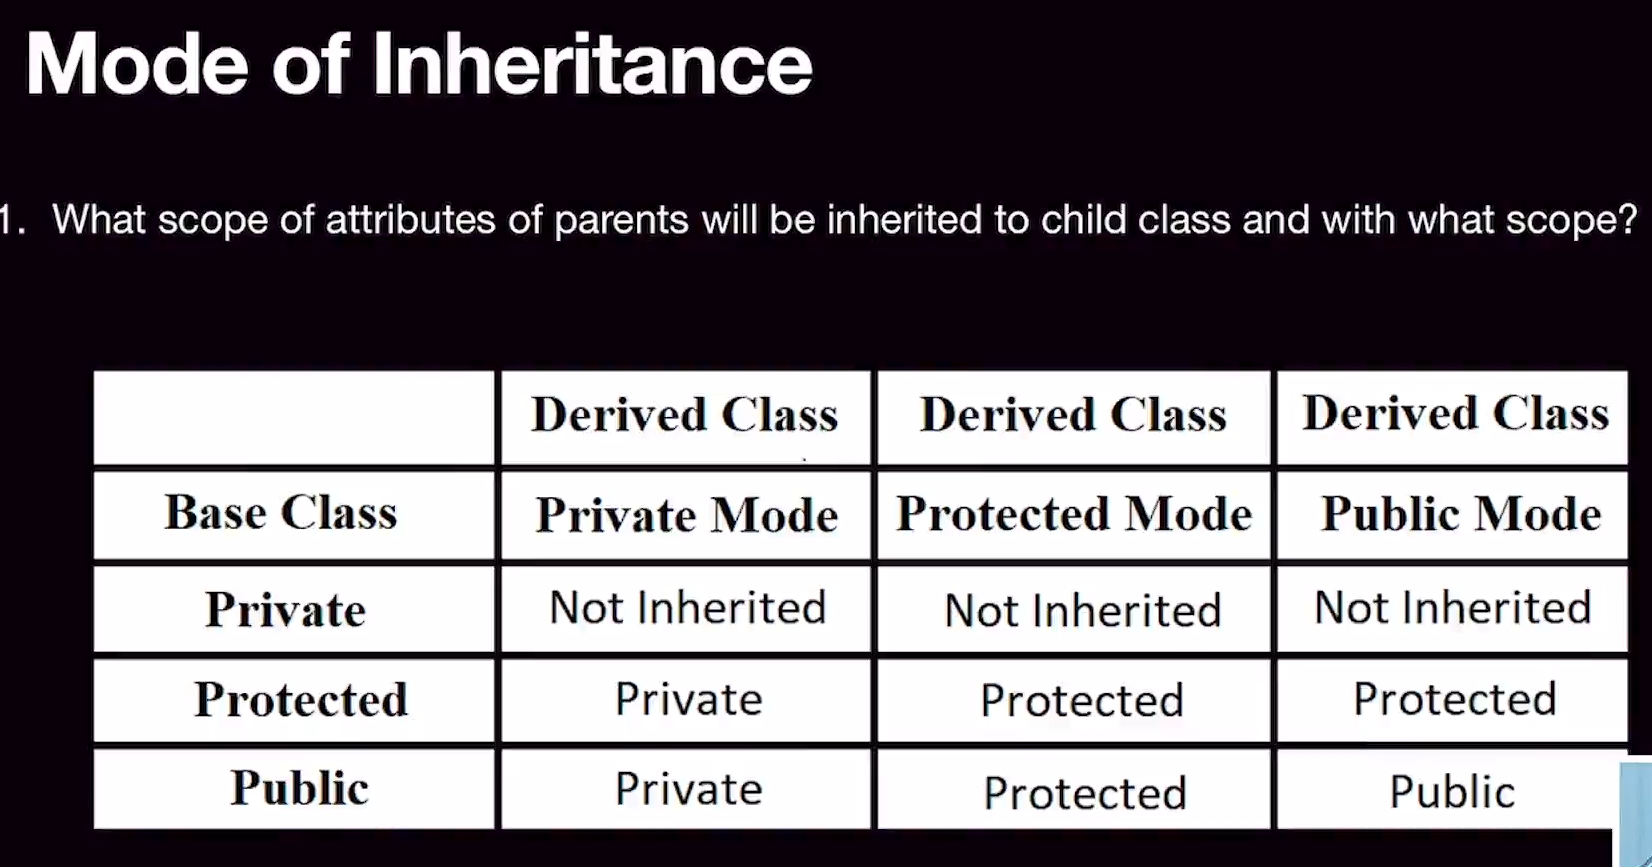 Mode of Inheritance
1. What scope of attributes of parents will be inherited to child class and with what scope?
Derived Class Derived Class Derived Class
Base Class Private Mode Protected Mode Public Mode
Private Not Inherited Not Inherited Not Inherited
Protected Private Protected Protected
Public Private Protected Public